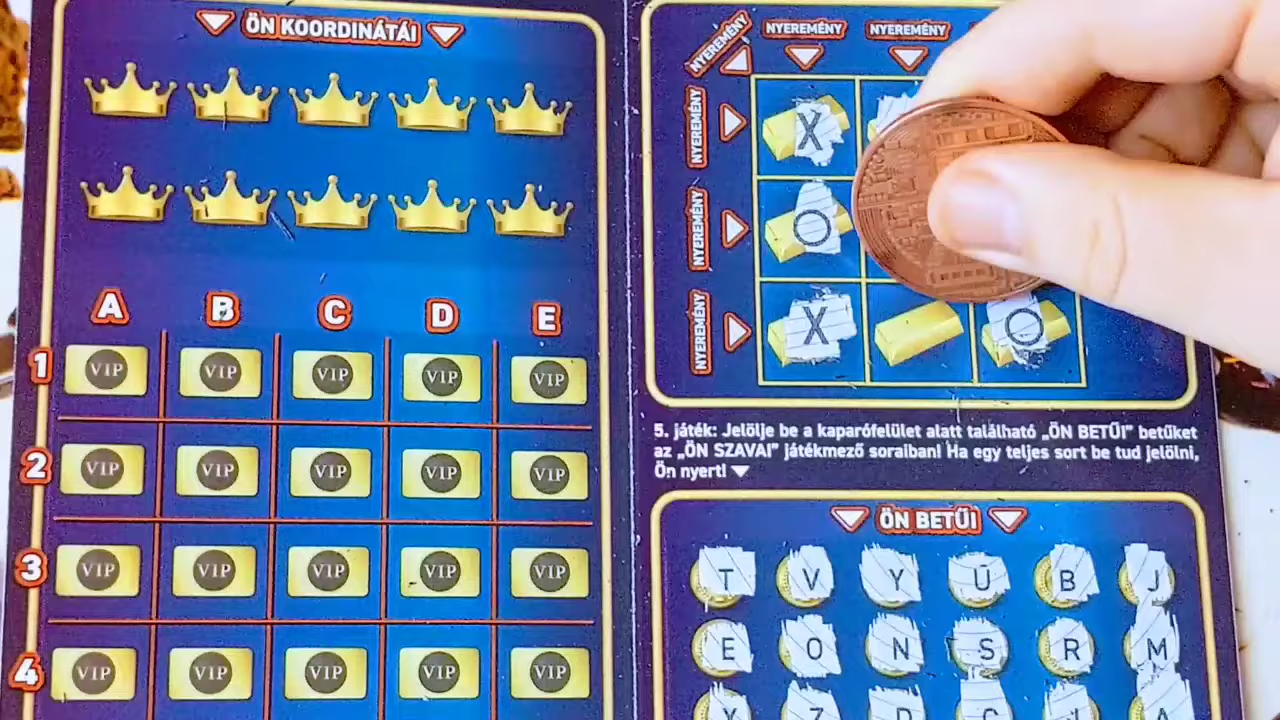 ÖN KOORDINÁTÁI
A B C D E
1 VIP VIP VIP VIP VIP
2 VIP VIP VIP VIP VIP
3 VIP VIP VIP VIP VIP
4 VIP VIP VIP VIP VIP
NYEREMÉNY NYEREMÉNY NYEREMÉNY
NYEREMÉNY X
NYEREMÉNY O
NYEREMÉNY X O
5. játék: Jelölje be a kaparófelület alatt található „ÖN BETŰI” betűket
az „ÖN SZAVAI” játékmező soraiban! Ha egy teljes sort be tud jelölni,
Ön nyert!
ÖN BETŰI
T V Y Ű B J
E O N S R M